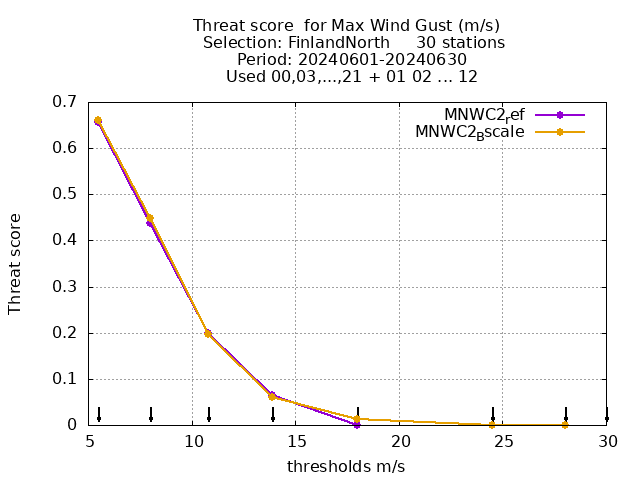 Threat score  for Max Wind Gust (m/s)
Selection: FinlandNorth     30 stations
Period: 20240601-20240630
Used 00,03,...,21 + 01 02 ... 12
MNWC2ref
MNWC2Bscale
0.7
0.6
0.5
0.4
0.3
0.2
0.1
0
Threat score
5 10 15 20 25 30
thresholds m/s